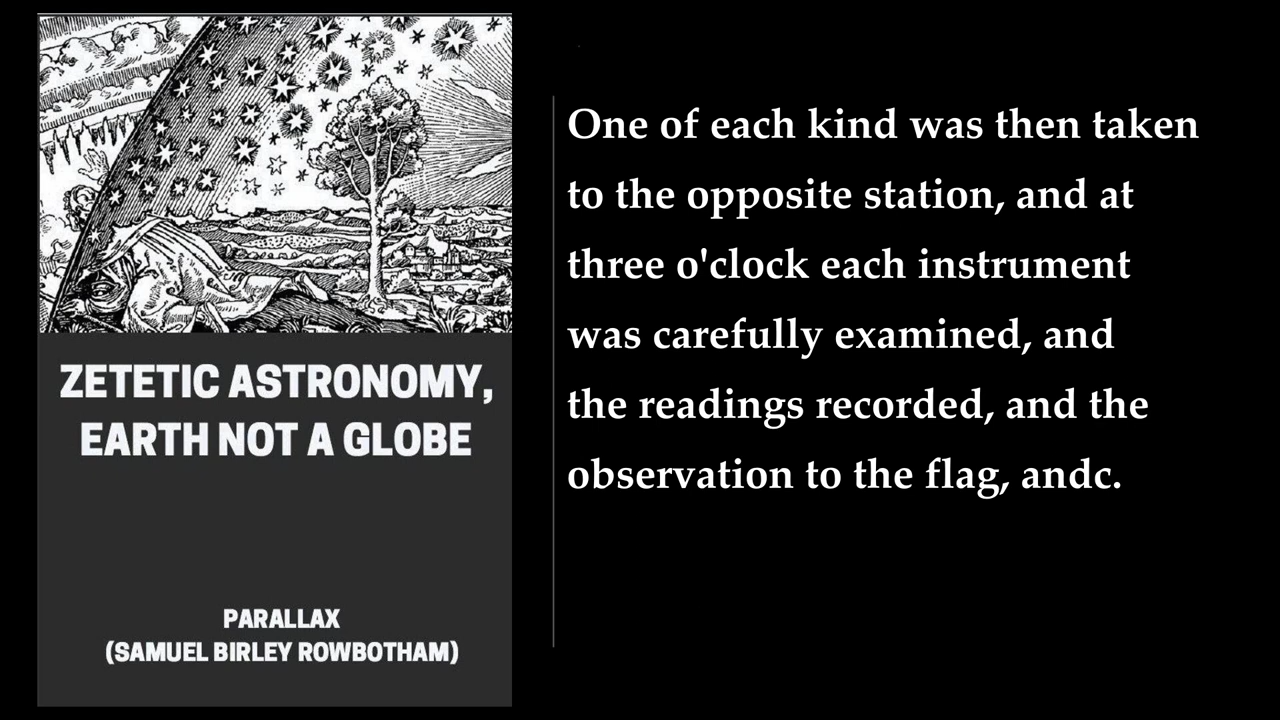 ZETETIC ASTRONOMY,
EARTH NOT A GLOBE
PARALLAX
(SAMUEL BIRLEY ROWBOTHAM)
One of each kind was then taken
to the opposite station, and at
three o'clock each instrument
was carefully examined, and
the readings recorded, and the
observation to the flag, andc.